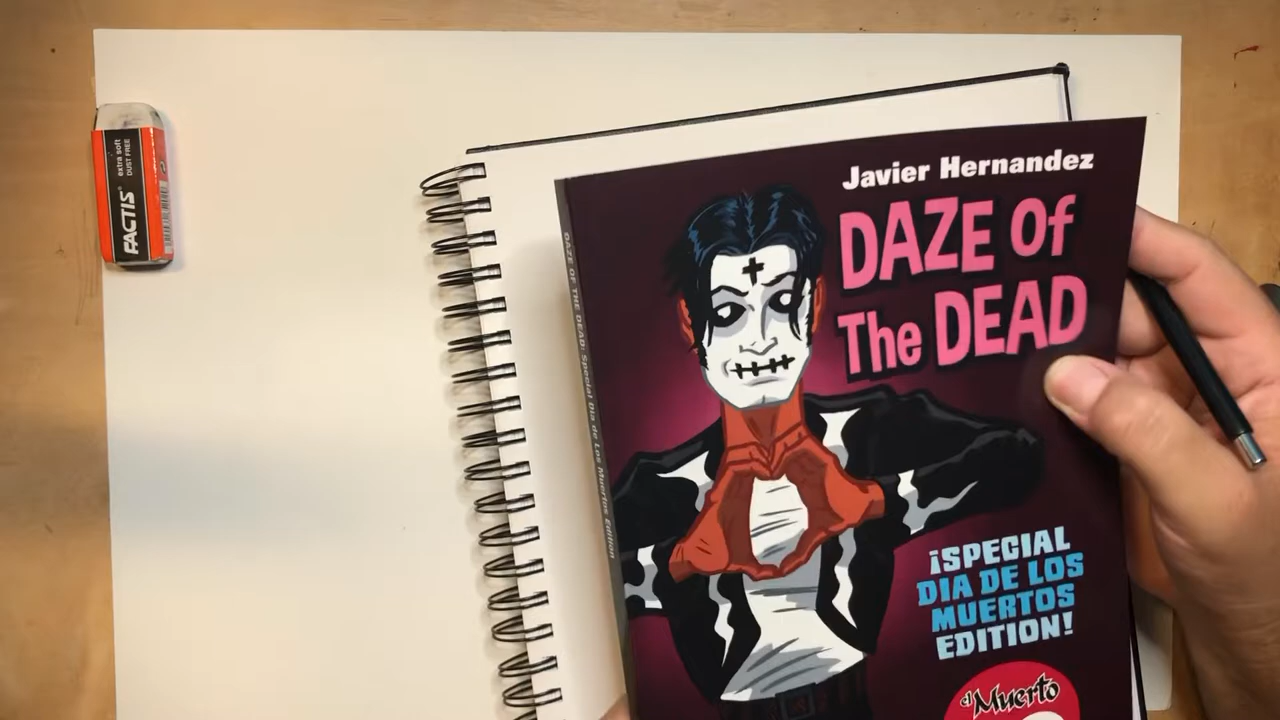 FACTIS®
extra soft
DUST FREE
Javier Hernandez
DAZE Of
The DEAD
DAZE OF THE DEAD: Special Dia de Los Muertos Edition
¡SPECIAL
DIA DE LOS
MUERTOS
EDITION!
el Muerto